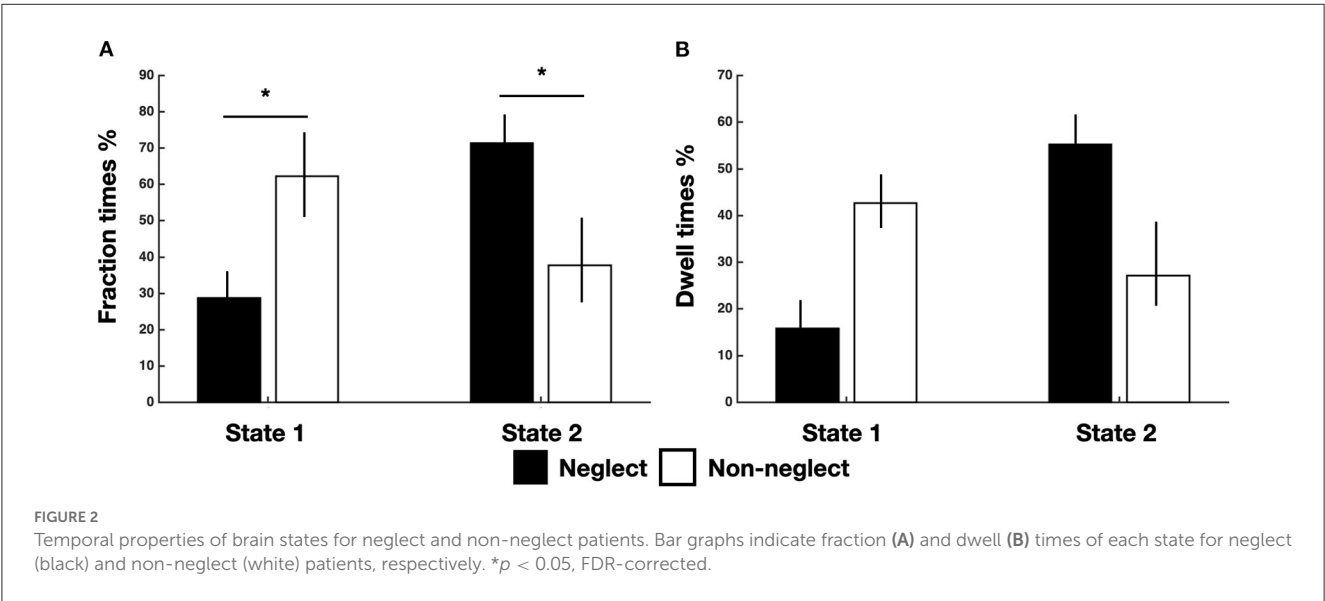 A
Fraction times %
90
80
70
60
50
40
30
20
10
0
*
*
State 1
State 2
B
Dwell times %
70
60
50
40
30
20
10
0
State 1
State 2
Neglect
Non-neglect
FIGURE 2
Temporal properties of brain states for neglect and non-neglect patients. Bar graphs indicate fraction (A) and dwell (B) times of each state for neglect
(black) and non-neglect (white) patients, respectively. *p < 0.05, FDR-corrected.